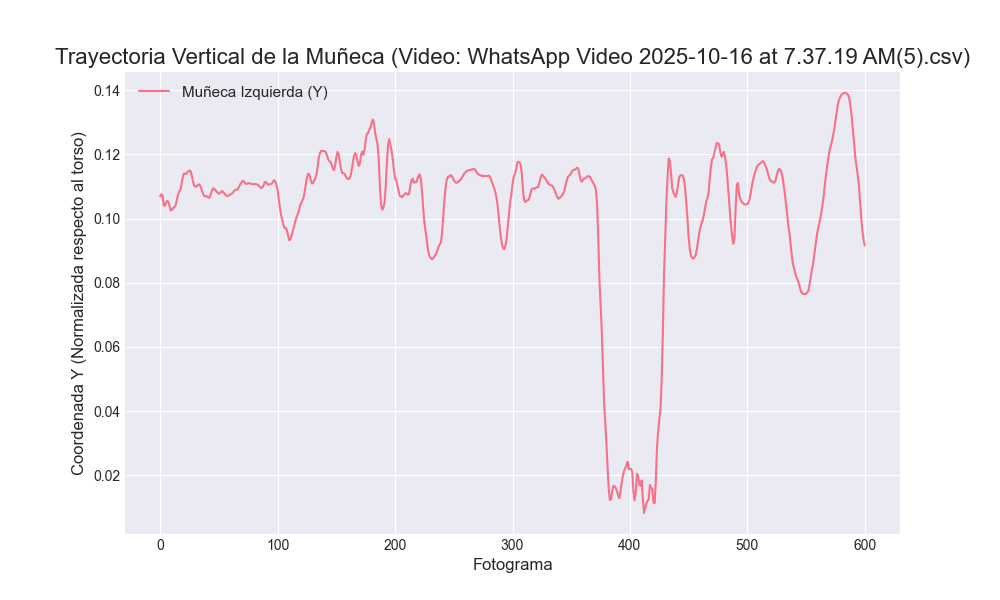 Trayectoria Vertical de la Muñeca (Video: WhatsApp Video 2025-10-16 at 7.37.19 AM(5).csv)
Muñeca Izquierda (Y)
Coordenada Y (Normalizada respecto al torso)
0.14
0.12
0.10
0.08
0.06
0.04
0.02
0 100 200 300 400 500 600
Fotograma